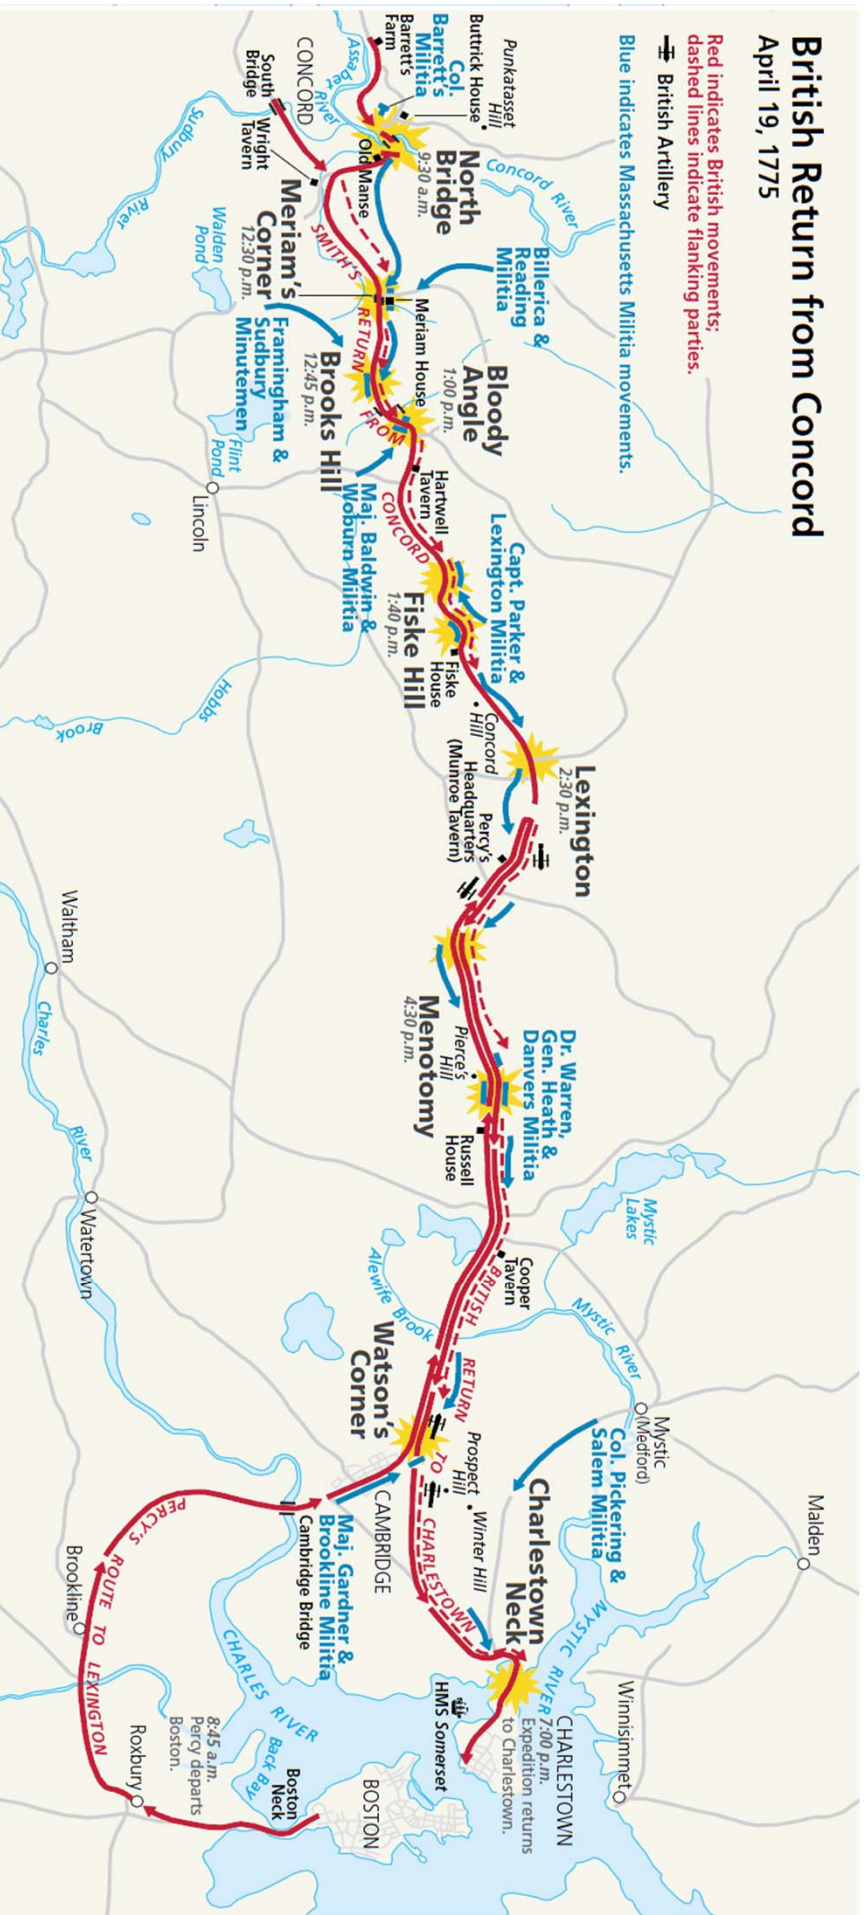 British Return from Concord
April 19, 1775
Red indicates British movements;
dashed lines indicate flanking parties.
British Artillery
Blue indicates Massachusetts Militia movements.
Punkatasset
Hill
Buttrick House
Col.
Barrett's
Militia
Barrett's
Farm
Assabet
River
CONCORD
South
Bridge
Wright
Tavern
Sudbury
River
Old Manse
North
Bridge
9:30 a.m.
Concord River
Walden
Pond
Meriam's
Corner
12:30 p.m.
SMITH'S
RETURN
FROM
CONCORD
Billerica &
Reading
Militia
Meriam House
Framingham &
Sudbury
Minutemen
Brooks Hill
12:45 p.m.
Bloody
Angle
1:00 p.m.
Flint
Pond
Lincoln
Hartwell
Tavern
Maj. Baldwin &
Woburn Militia
Capt. Parker &
Lexington Militia
Fiske Hill
1:40 p.m.
Fiske
House
Hobbs
Brook
Concord
Hill
Lexington
2:30 p.m.
Percy's
Headquarters
(Munroe Tavern)
Waltham
Charles
River
Menotomy
4:30 p.m.
Pierce's
Hill
Dr. Warren,
Gen. Heath &
Danvers Militia
Russell
House
Watertown
Mystic
Lakes
Cooper
Tavern
Alewife Brook
Mystic River
BRITISH
RETURN
TO
CHARLESTOWN
Watson's
Corner
Mystic
(Medford)
Col. Pickering &
Salem Militia
Prospect
Hill
Winter Hill
CAMBRIDGE
Maj. Gardner &
Brookline Militia
Cambridge Bridge
PERCY'S
ROUTE TO LEXINGTON
Brookline
Malden
Charlestown
Neck
MYSTIC RIVER
Winnisimmet
CHARLESTOWN
7:00 p.m.
Expedition returns
to Charlestown.
HMS Somerset
CHARLES RIVER
Back Bay
8:45 a.m.
Percy departs
Boston.
Roxbury
Boston
Neck
BOSTON